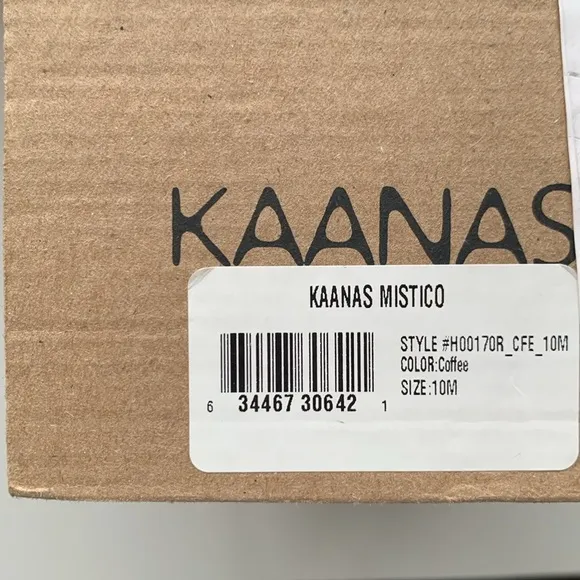 KAANAS
KAANAS MISTICO
STYLE #H00170R_CFE_10M
COLOR:Coffee
SIZE:10M
6 34467 30642 1